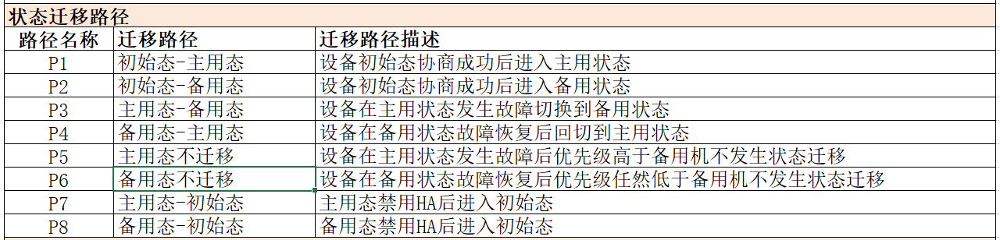 状态迁移路径
路径名称 迁移路径 迁移路径描述
P1 初始态-主用态 设备初始态协商成功后进入主用状态
P2 初始态-备用态 设备初始态协商成功后进入备用状态
P3 主用态-备用态 设备在主用状态发生故障切换到备用状态
P4 备用态-主用态 设备在备用状态故障恢复后回切到主用状态
P5 主用态不迁移 设备在主用状态发生故障后优先级高于备用机不发生状态迁移
P6 备用态不迁移 设备在备用状态故障恢复后优先级任然低于备用机不发生状态迁移
P7 主用态-初始态 主用态禁用HA后进入初始态
P8 备用态-初始态 备用态禁用HA后进入初始态